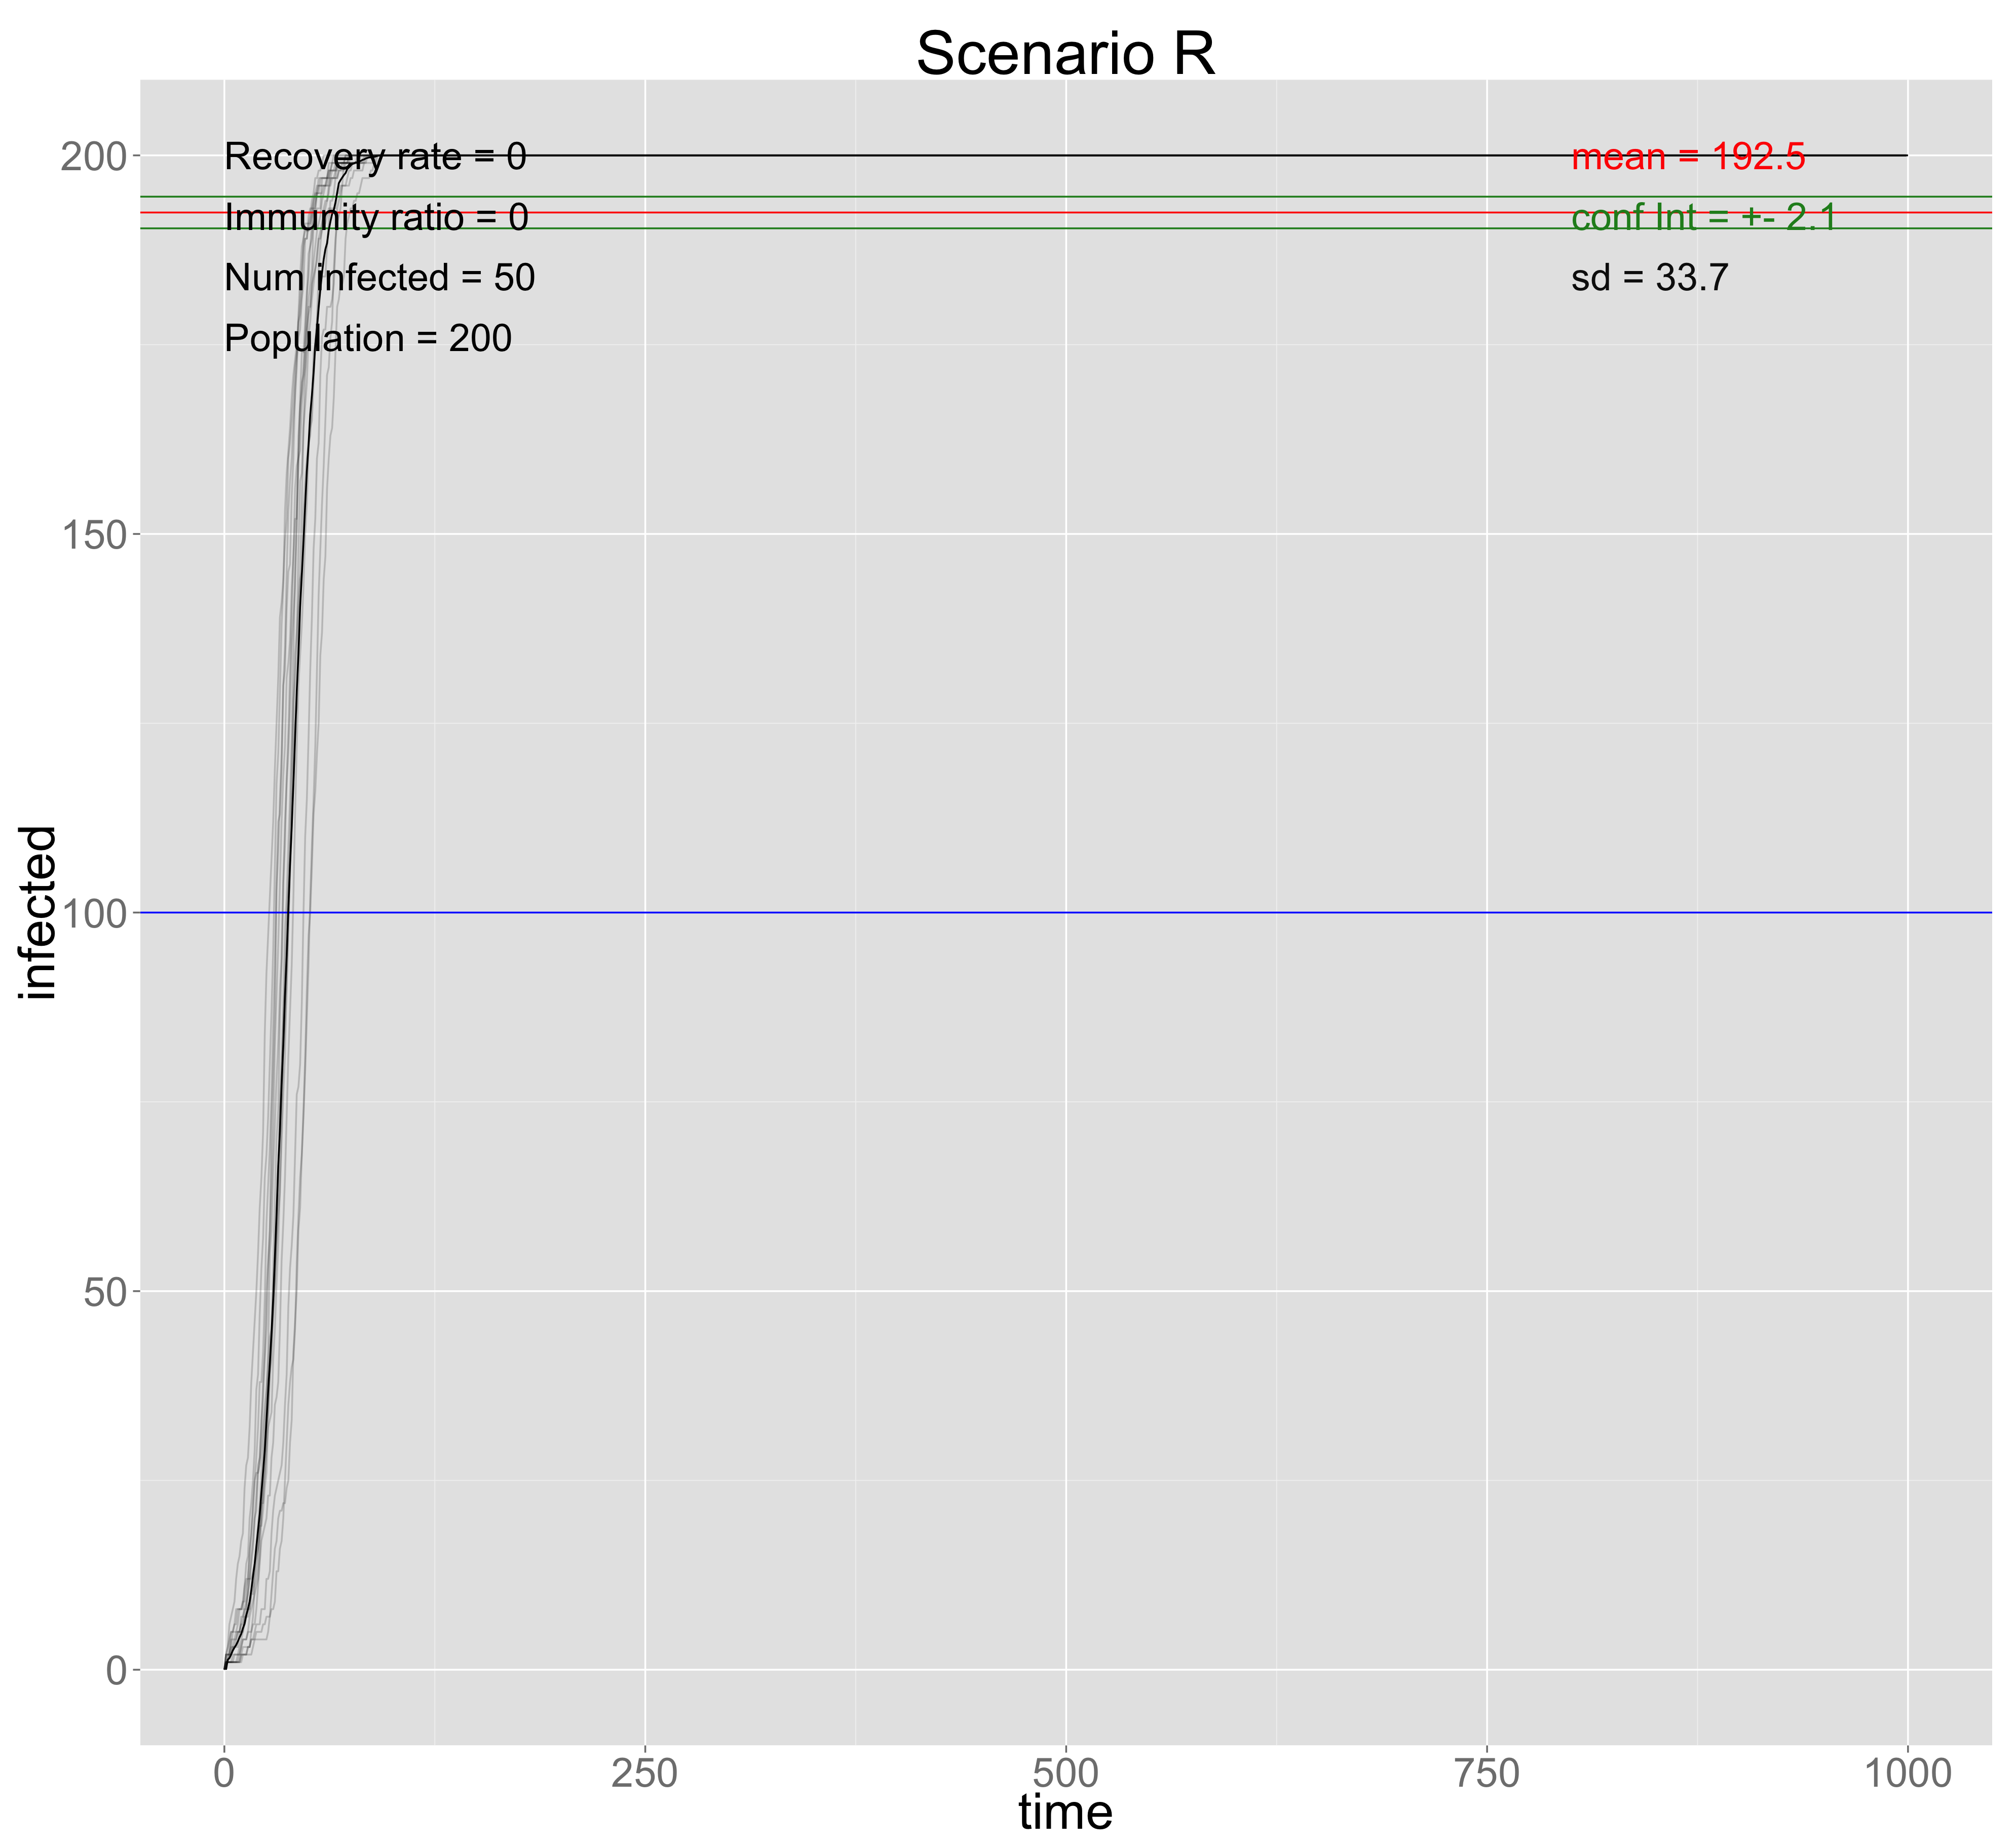 Scenario R
200
Recovery rate = 0
mean = 192.5
Immunity ratio = 0
conf Int = +- 2.1
Num infected = 50
sd = 33.7
Population = 200
150
infected
100
50
0
0 250 500 750 1000
time